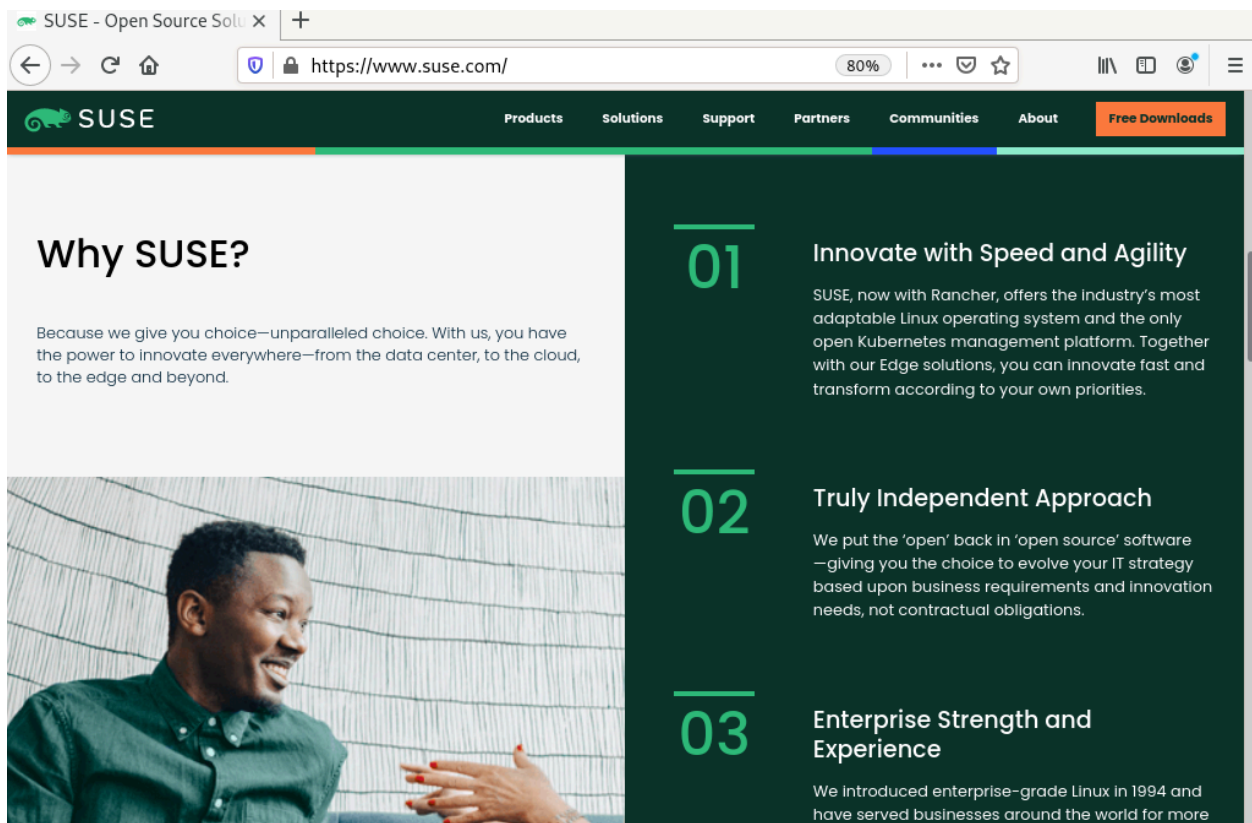 SUSE - Open Source Solu
https://www.suse.com/
80%
SUSE
Products Solutions Support Partners Communities About Free Downloads
Why SUSE?
Because we give you choice—unparalleled choice. With us, you have
the power to innovate everywhere—from the data center, to the cloud,
to the edge and beyond.
01
Innovate with Speed and Agility
SUSE, now with Rancher, offers the industry's most
adaptable Linux operating system and the only
open Kubernetes management platform. Together
with our Edge solutions, you can innovate fast and
transform according to your own priorities.
02
Truly Independent Approach
We put the ‘open’ back in ‘open source’ software
—giving you the choice to evolve your IT strategy
based upon business requirements and innovation
needs, not contractual obligations.
03
Enterprise Strength and
Experience
We introduced enterprise-grade Linux in 1994 and
have served businesses around the world for more